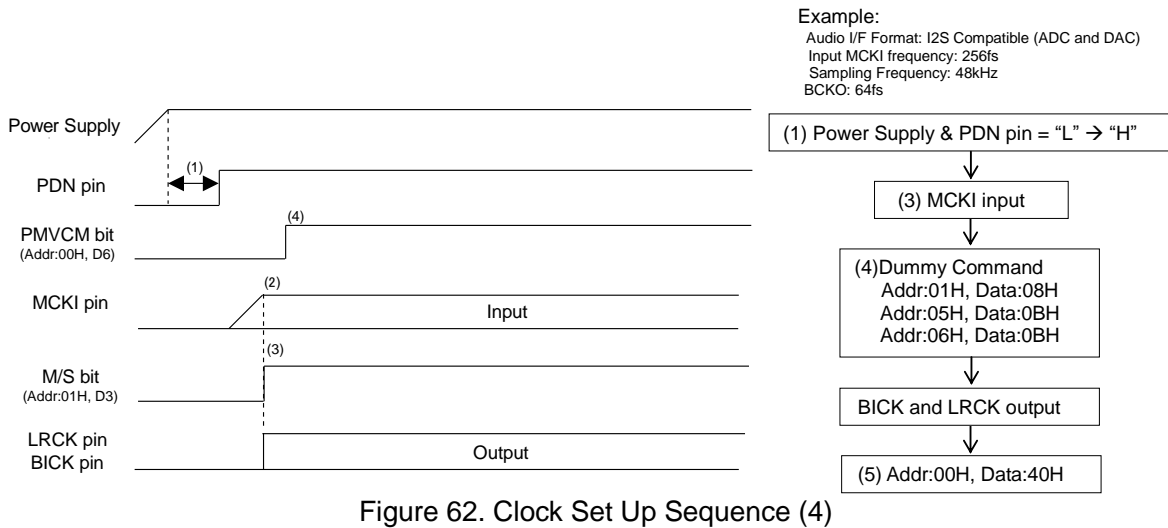 Example:
Audio I/F Format: I2S Compatible (ADC and DAC)
Input MCKI frequency: 256fs
Sampling Frequency: 48kHz
BCKO: 64fs
Power Supply
(1)
PDN pin
PMVCM bit
(Addr:00H, D6)
(4)
MCKI pin
(2)
Input
M/S bit
(Addr:01H, D3)
(3)
LRCK pin
BICK pin
Output
(1) Power Supply & PDN pin = “L” → “H”
(3) MCKI input
(4)Dummy Command
Addr:01H, Data:08H
Addr:05H, Data:0BH
Addr:06H, Data:0BH
BICK and LRCK output
(5) Addr:00H, Data:40H
Figure 62. Clock Set Up Sequence (4)